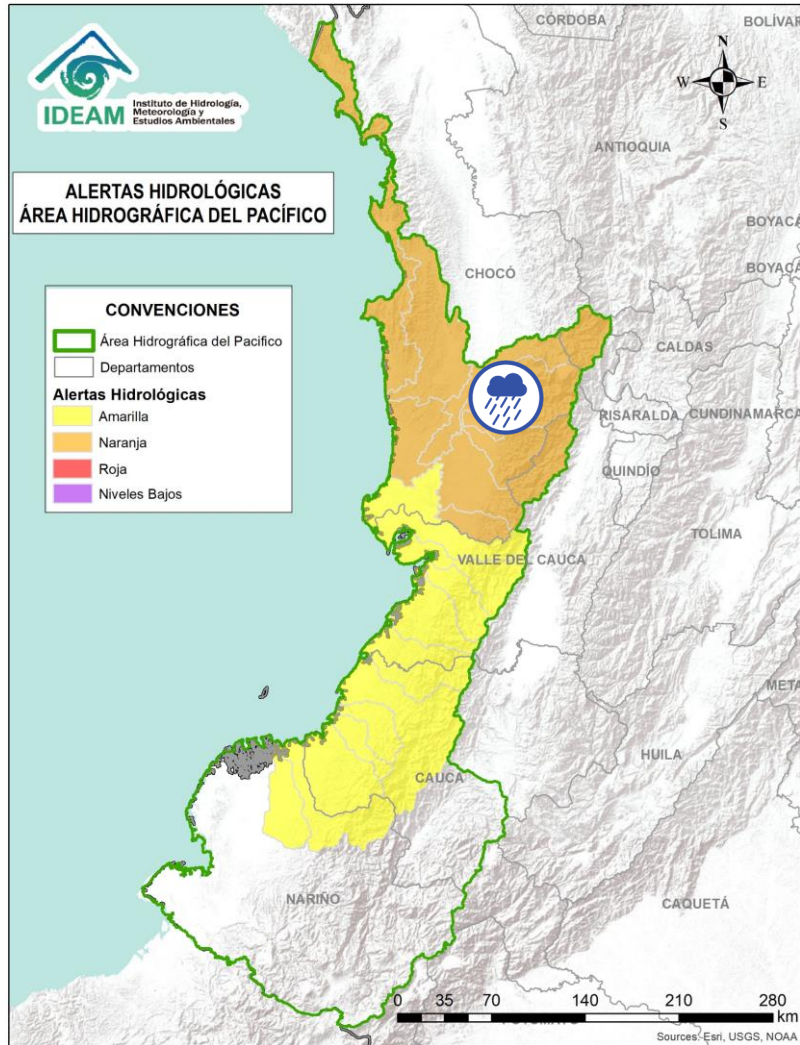 IDEAM
Instituto de Hidrología,
Meteorología y
Estudios Ambientales
ALERTAS HIDROLÓGICAS
ÁREA HIDROGRÁFICA DEL PACÍFICO
CONVENCIONES
Área Hidrográfica del Pacifico
Departamentos
Alertas Hidrológicas
Amarilla
Naranja
Roja
Niveles Bajos
N
W
E
S
CÓRDOBA
BOLÍVAR
ANTIOQUIA
BOYACÁ
BOYACÁ
CHOCÓ
CALDAS
RISARALDA
CUNDINAMARCA
QUINDÍO
TOLIMA
VALLE DEL CAUCA
META
HUILA
CAUCA
NARIÑO
CAQUETÁ
0 35 70 140 210 280
km
Sources: Esri, USGS, NOAA